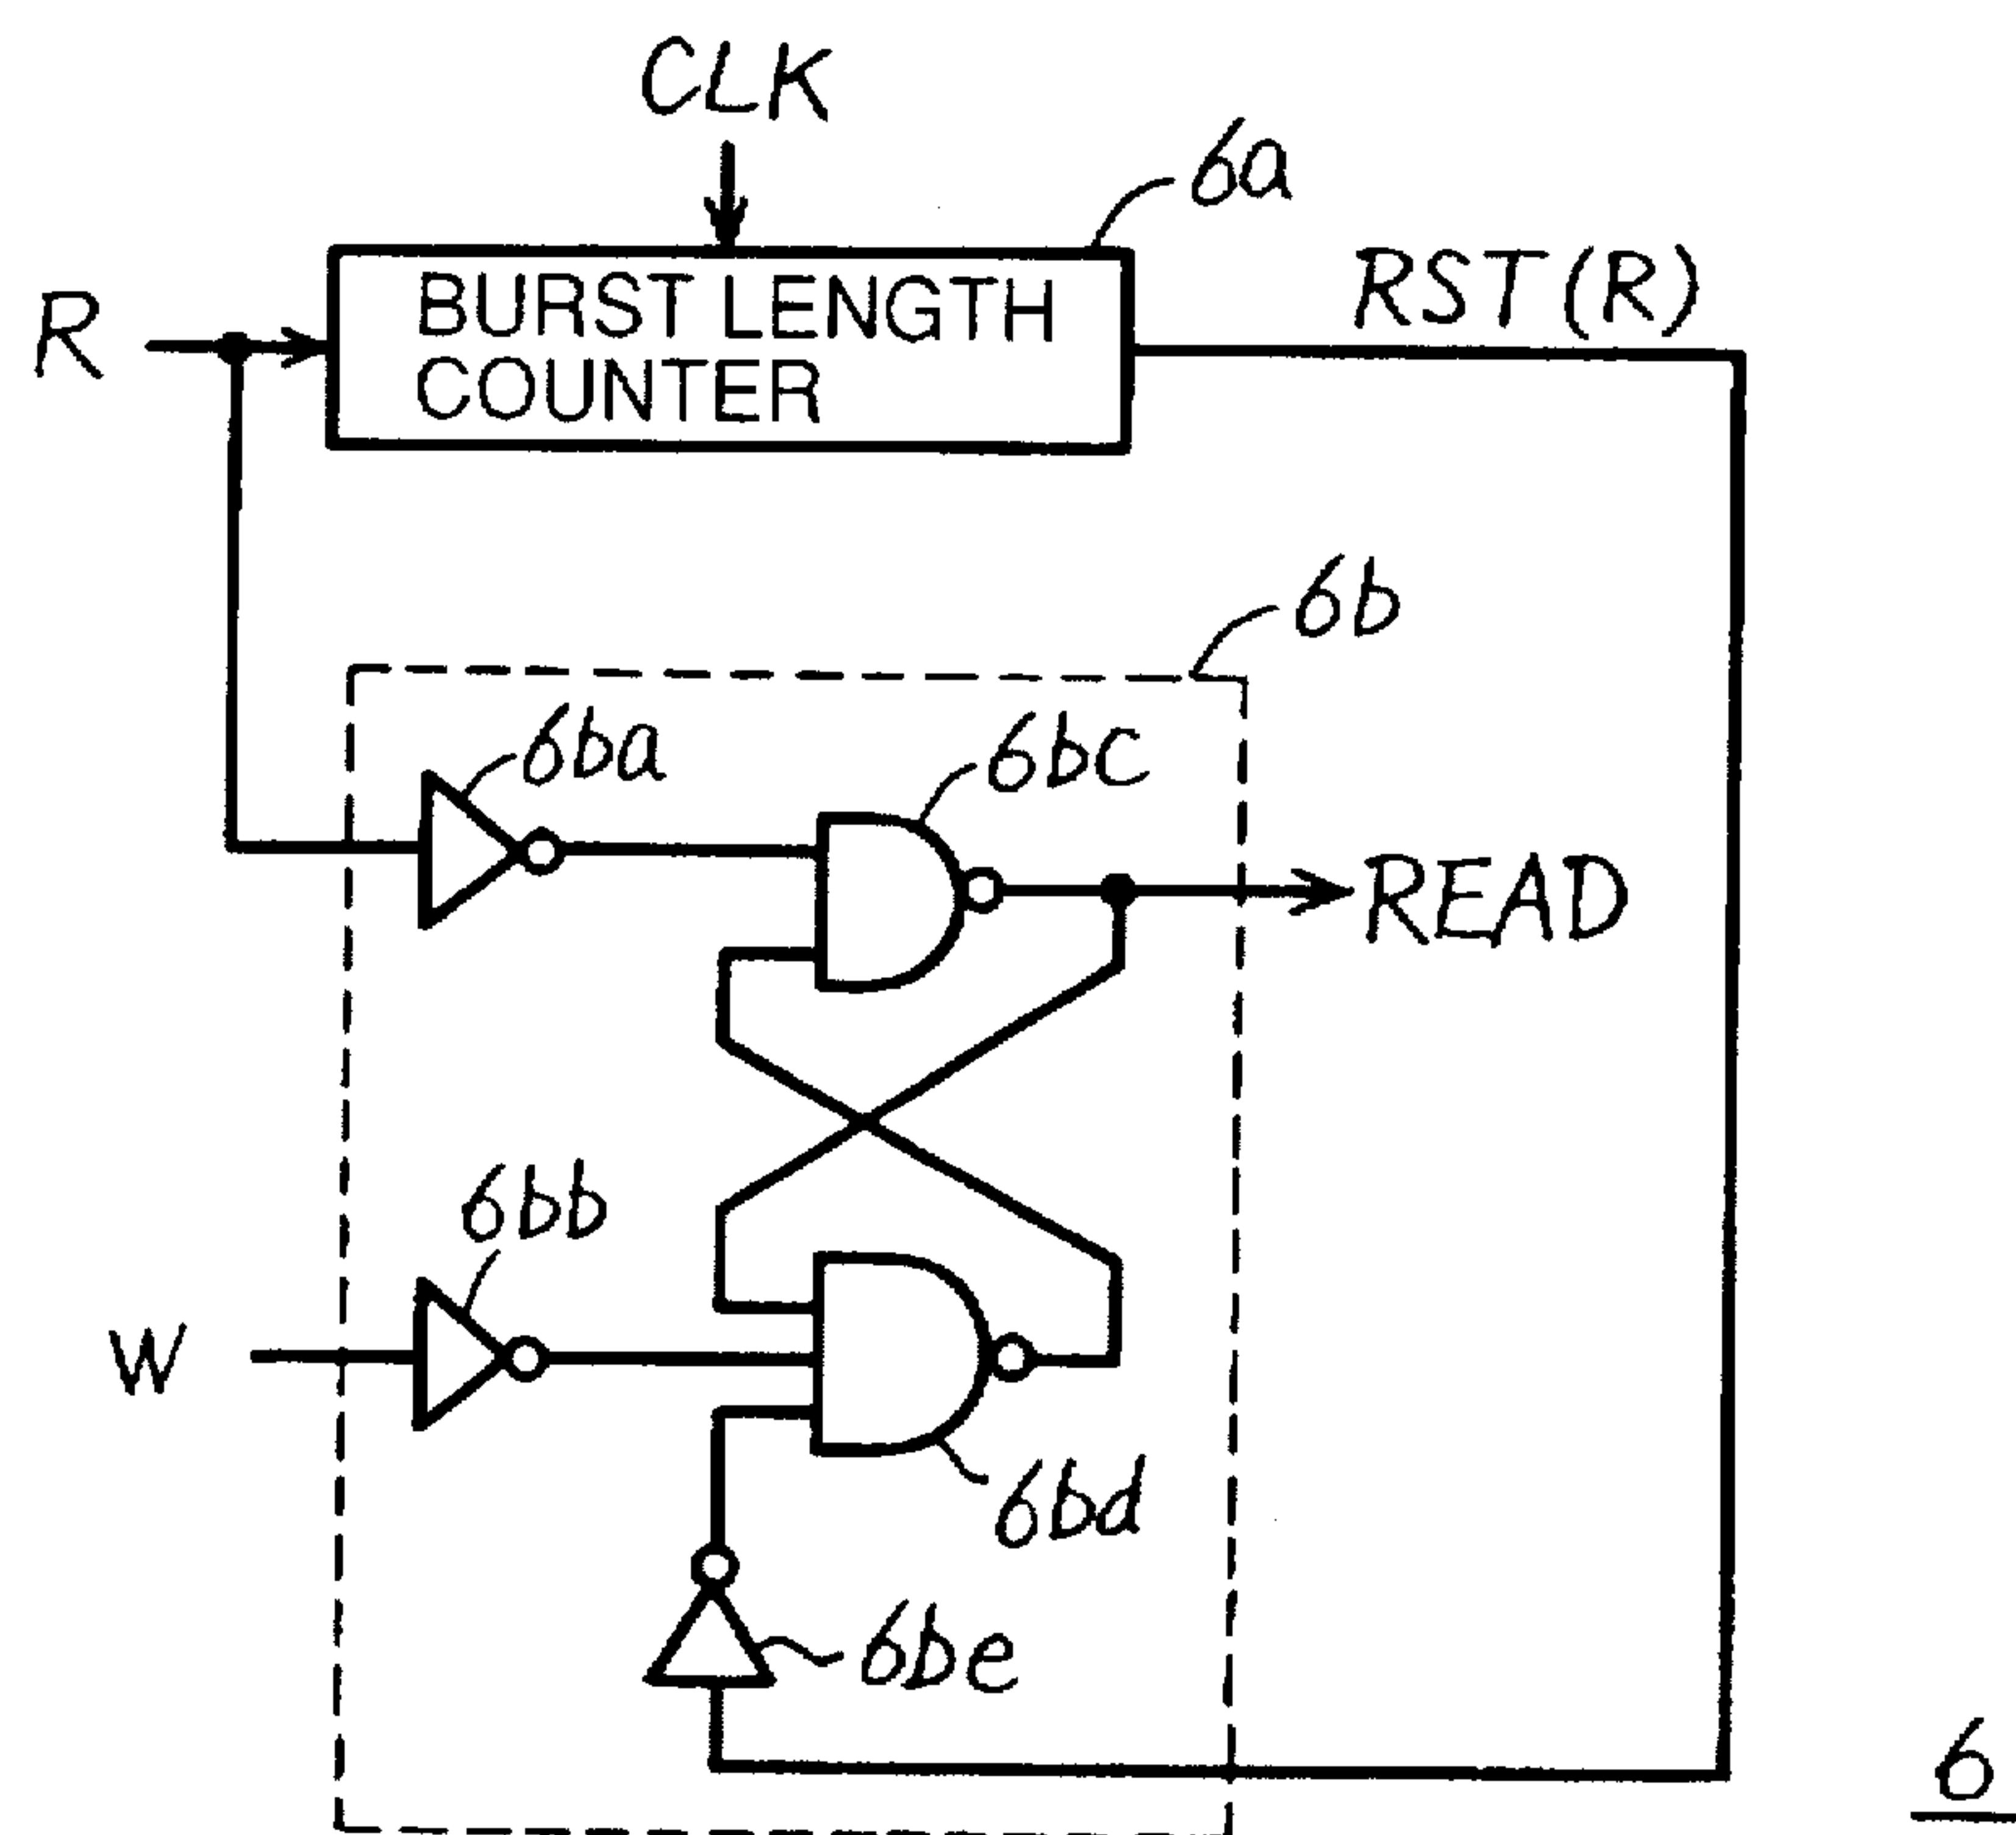 CLK
6a
R
BURST LENGTH
COUNTER
RST(R)
6b
6ba
6bc
READ
6bb
W
6bd
6be
6